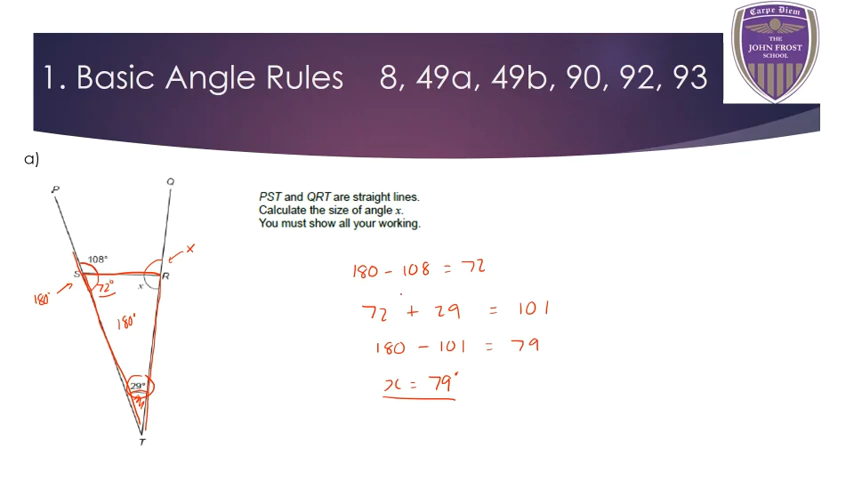 Carpe Diem
THE
JOHN FROST
SCHOOL
1. Basic Angle Rules 8, 49a, 49b, 90, 92, 93
a)
P
Q
PST and QRT are straight lines.
Calculate the size of angle x.
You must show all your working.
x
108°
S
R
72°
x
180°
180°
29°
T
180 - 108 = 72
72 + 29 = 101
180 - 101 = 79
x = 79°